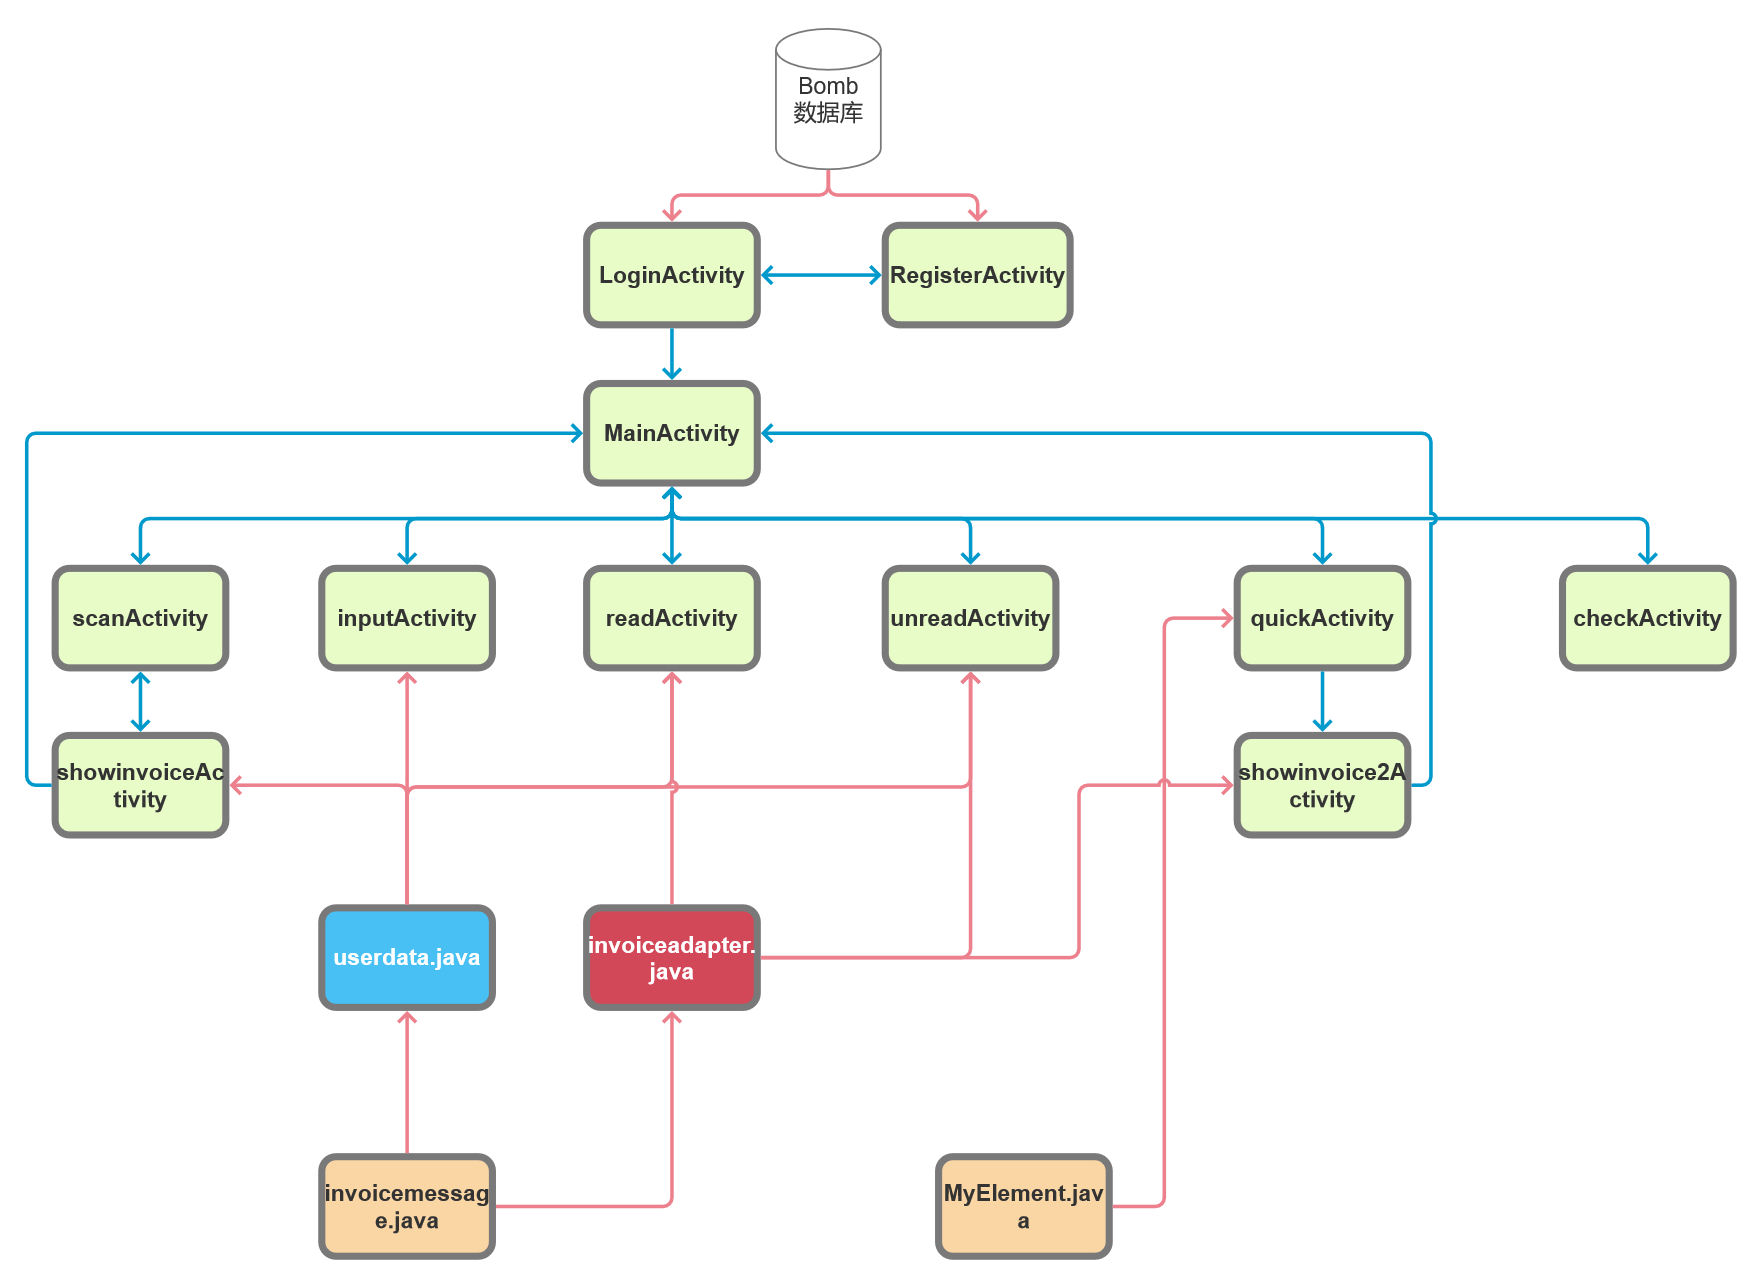 Bomb
数据库
LoginActivity
RegisterActivity
MainActivity
scanActivity
inputActivity
readActivity
unreadActivity
quickActivity
checkActivity
showinvoiceAc
tivity
showinvoice2A
ctivity
userdata.java
invoiceadapter.
java
invoicemessag
e.java
MyElement.jav
a